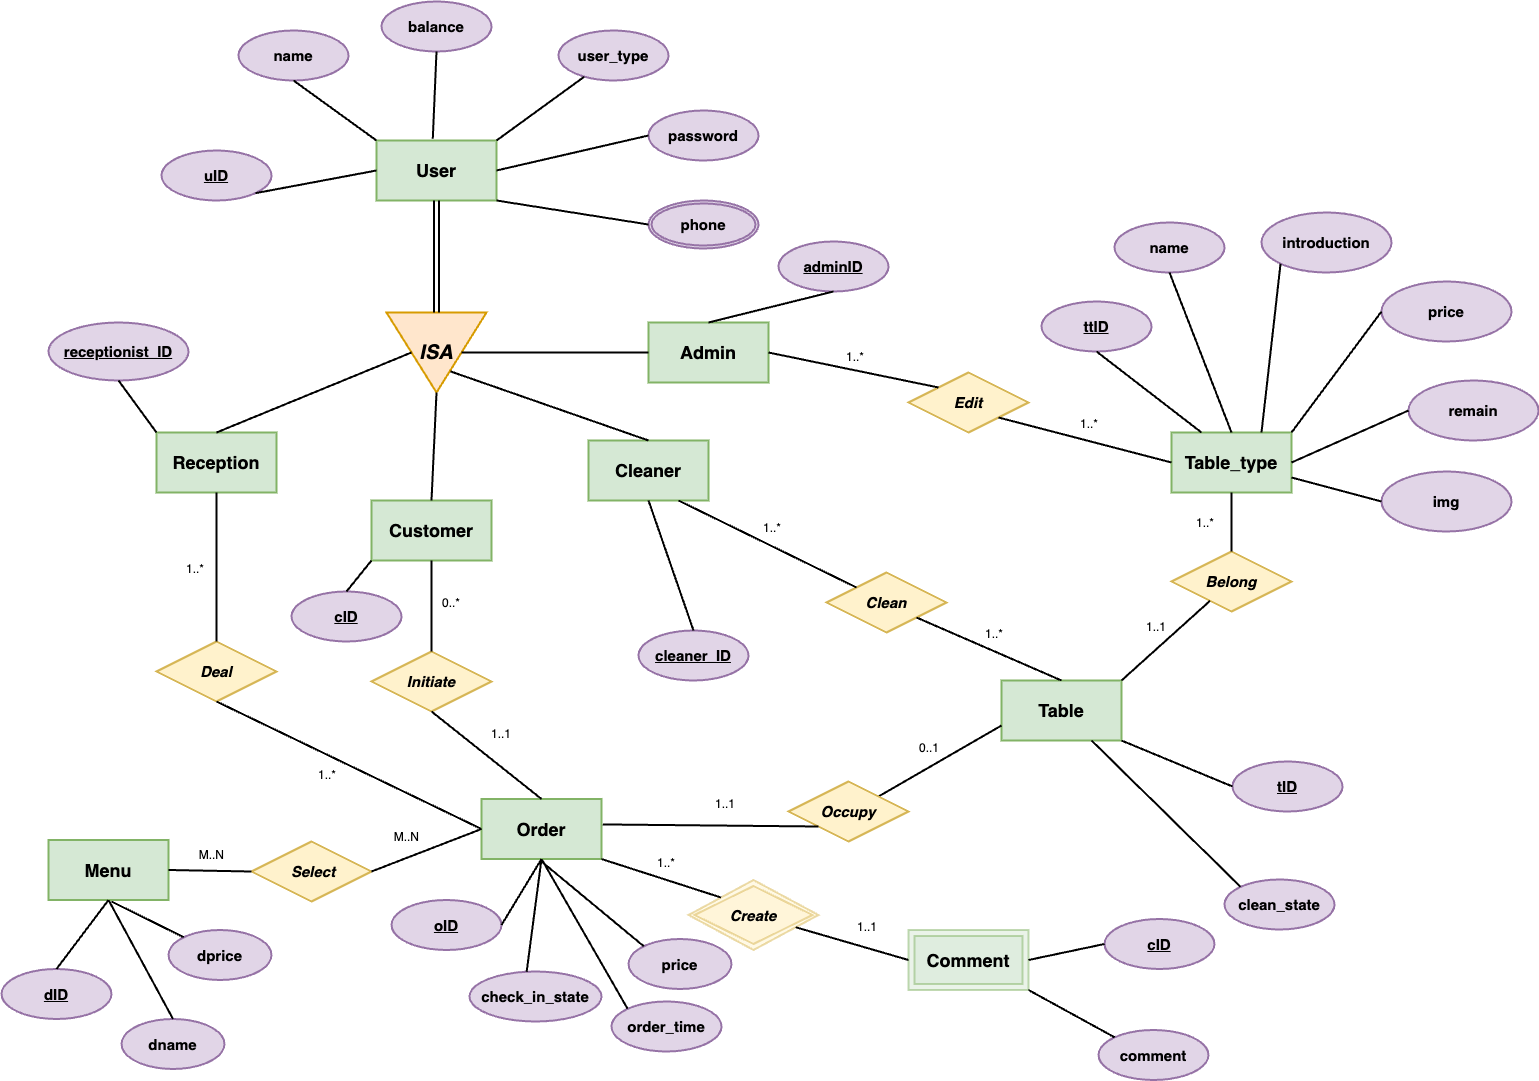 balance
name
user_type
password
User
uID
phone
introduction
name
adminID
price
ttID
receptionist_ID
ISA
Admin
1..*
Edit
remain
1..*
Reception
Table_type
Cleaner
img
1..*
1..*
Customer
1..*
Belong
0..*
Clean
cID
1..1
1..*
cleaner_ID
Deal
Initiate
Table
1..1
0..1
1..*
tID
1..1
Occupy
Order
M..N
M..N
1..*
Menu
Select
clean_state
Create
oID
1..1
cID
dprice
Comment
price
dID
check_in_state
order_time
dname
comment